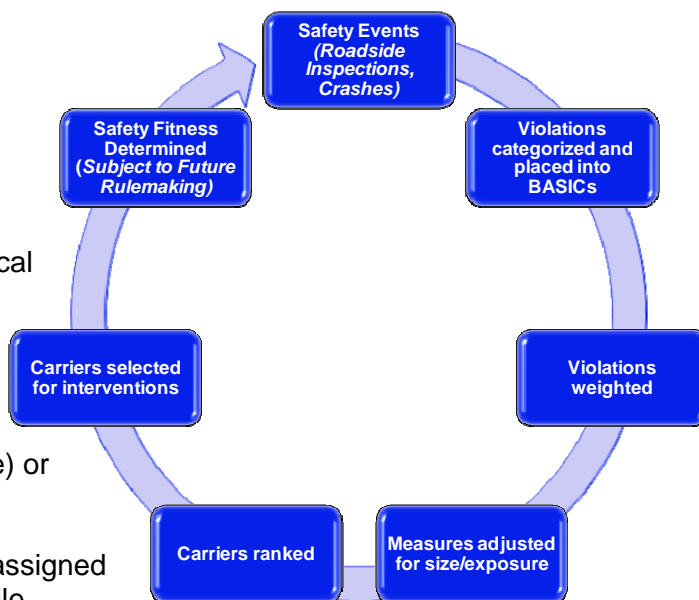 Safety Events
(Roadside
Inspections,
Crashes)
Violations
categorized and
placed into
BASICs
Violations
weighted
Measures adjusted
for size/exposure
Carriers ranked
Carriers selected
for interventions
Safety Fitness
Determined
(Subject to Future
Rulemaking)
cal
e) or
assigned